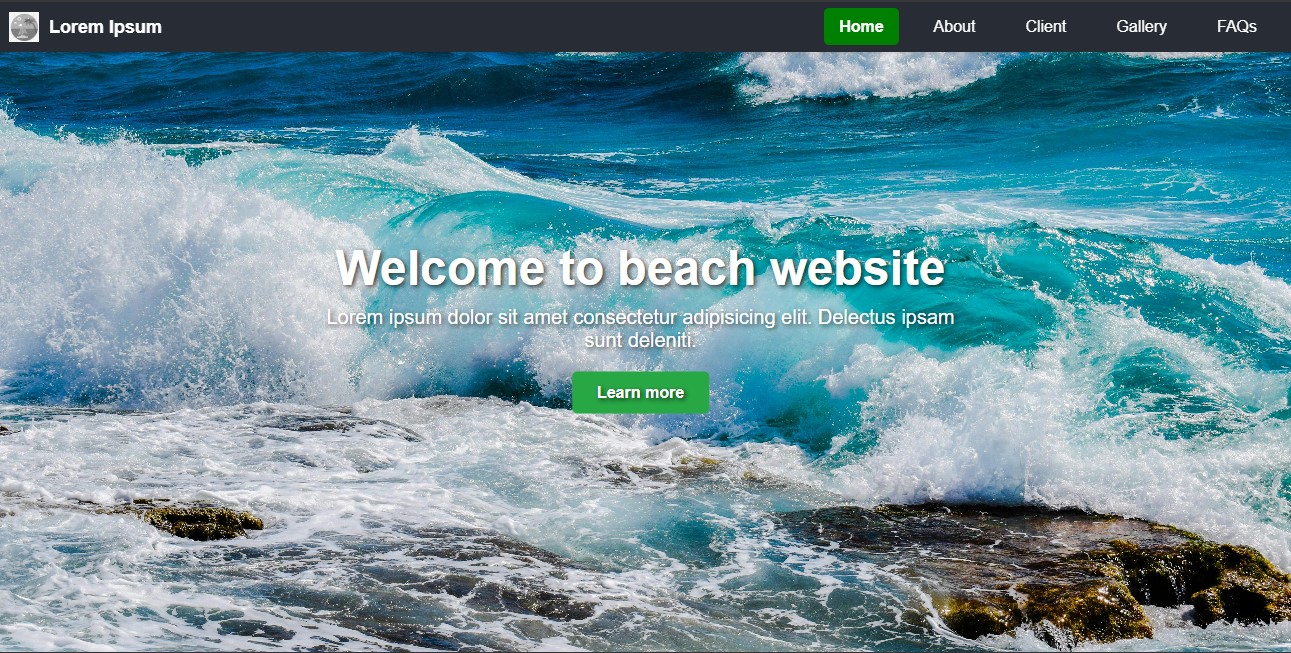 Lorem Ipsum
Home About Client Gallery FAQs
Welcome to beach website
Lorem ipsum dolor sit amet consectetur adipisicing elit. Delectus ipsam
sunt deleniti.
Learn more